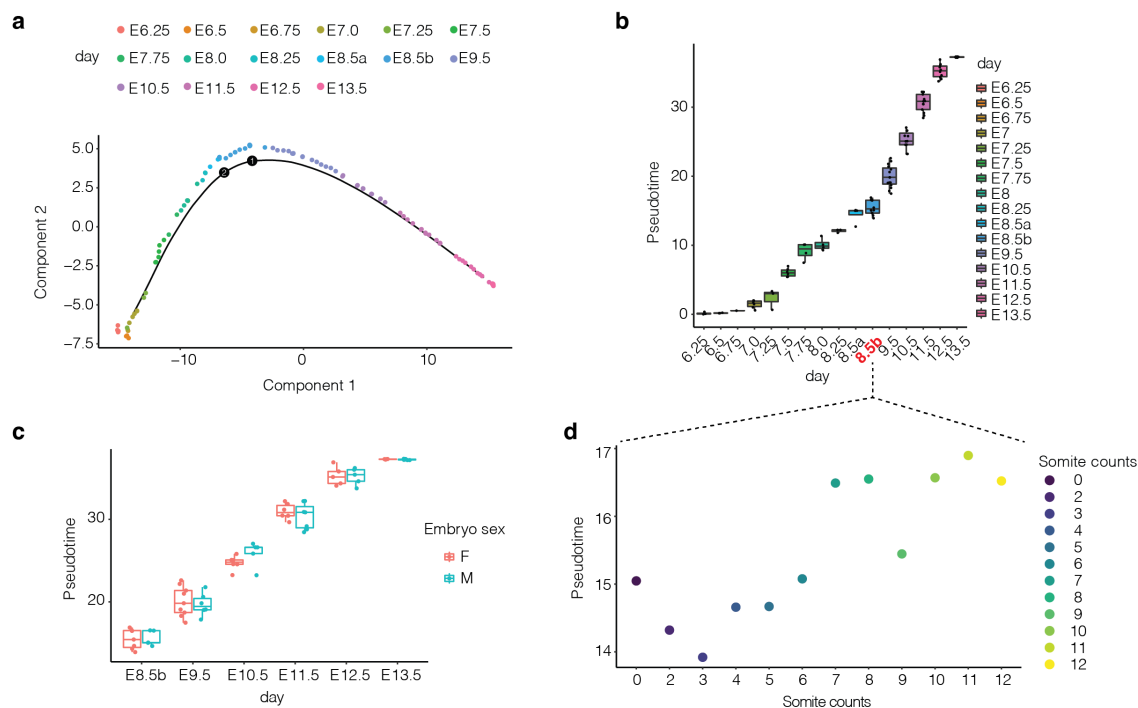 a
E6.25 E6.5 E6.75 E7.0 E7.25 E7.5
day E7.75 E8.0 E8.25 E8.5a E8.5b E9.5
E10.5 E11.5 E12.5 E13.5
Component 2
5.0
2.5
0.0
−2.5
−5.0
−7.5
1
2
−10 0 10
Component 1
b
Pseudotime
30
20
10
0
6.25 6.5 6.75 7.0 7.25 7.5 7.75 8.0 8.25 8.5a 8.5b 9.5 10.5 11.5 12.5 13.5
day
day
E6.25
E6.5
E6.75
E7
E7.25
E7.5
E7.75
E8
E8.25
E8.5a
E8.5b
E9.5
E10.5
E11.5
E12.5
E13.5
c
Pseudotime
30
20
E8.5b E9.5 E10.5 E11.5 E12.5 E13.5
day
Embryo sex
F
M
d
Pseudotime
17
16
15
14
0 2 3 4 5 6 7 8 9 10 11 12
Somite counts
Somite counts
0
2
3
4
5
6
7
8
9
10
11
12